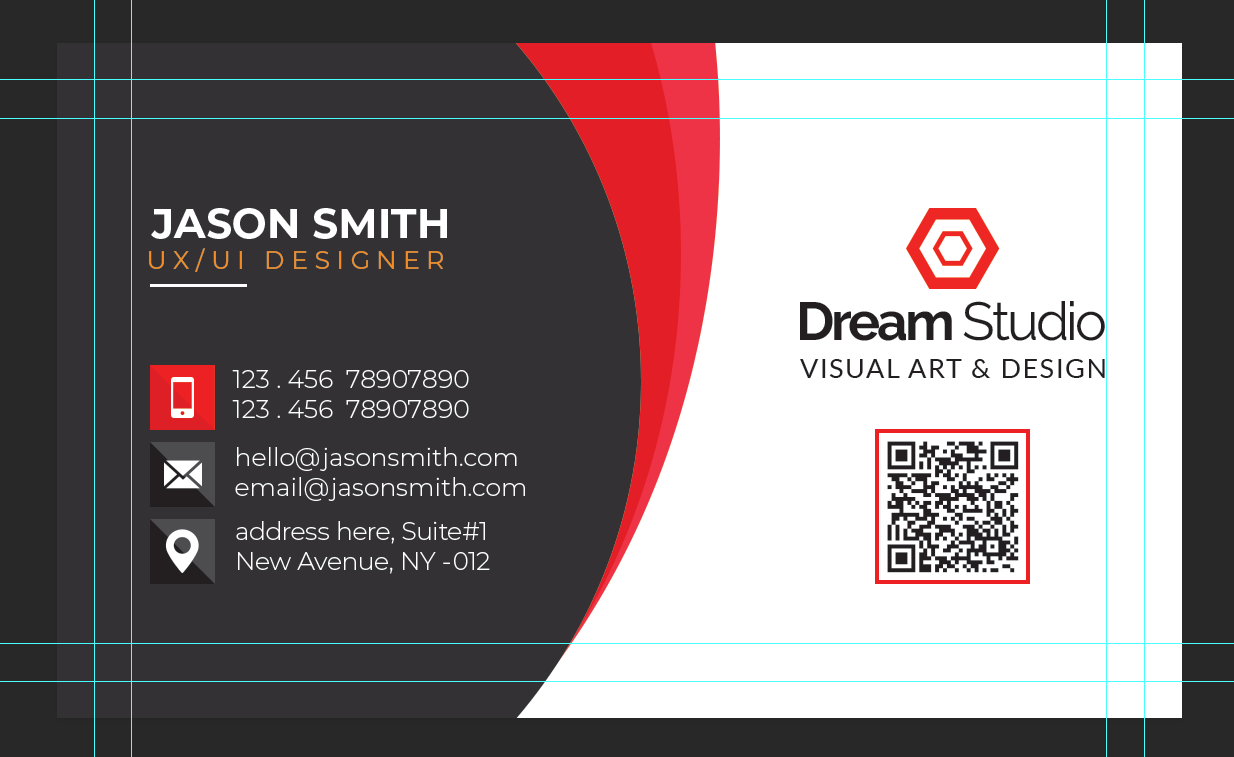 JASON SMITH
UX/UI DESIGNER
123 . 456 78907890
123 . 456 78907890
hello@jasonsmith.com
email@jasonsmith.com
address here, Suite#1
New Avenue, NY -012
Dream Studio
VISUAL ART & DESIGN